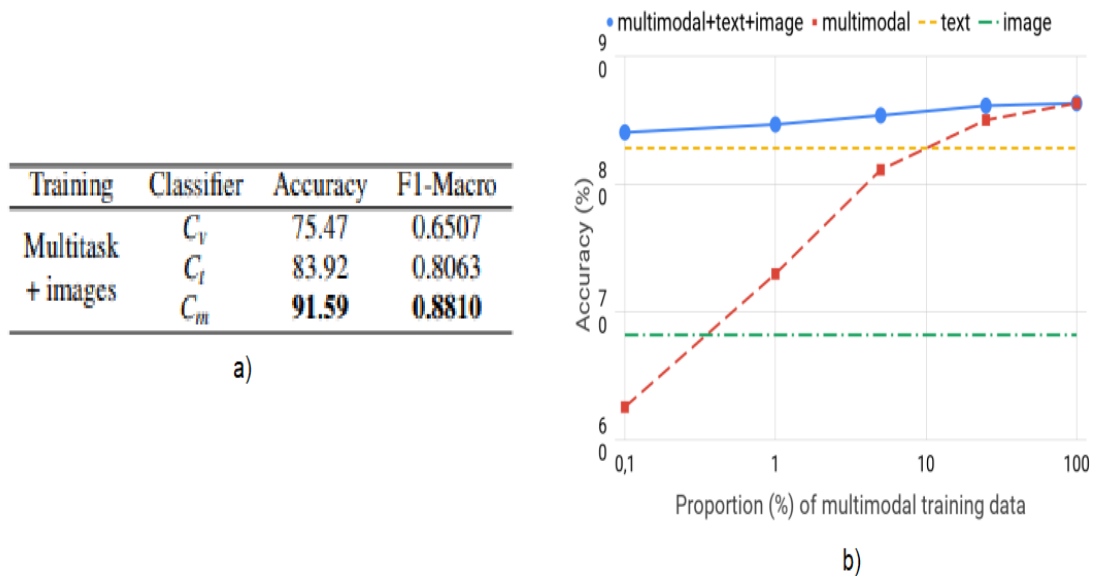 Training Classifier Accuracy F1-Macro
Multitask + images
C_v 75.47 0.6507
C_t 83.92 0.8063
C_m 91.59 0.8810
a)
multimodal+text+image multimodal text image
9
0
8
0
7
0
6
0
Accuracy (%)
0,1 1 10 100
Proportion (%) of multimodal training data
b)